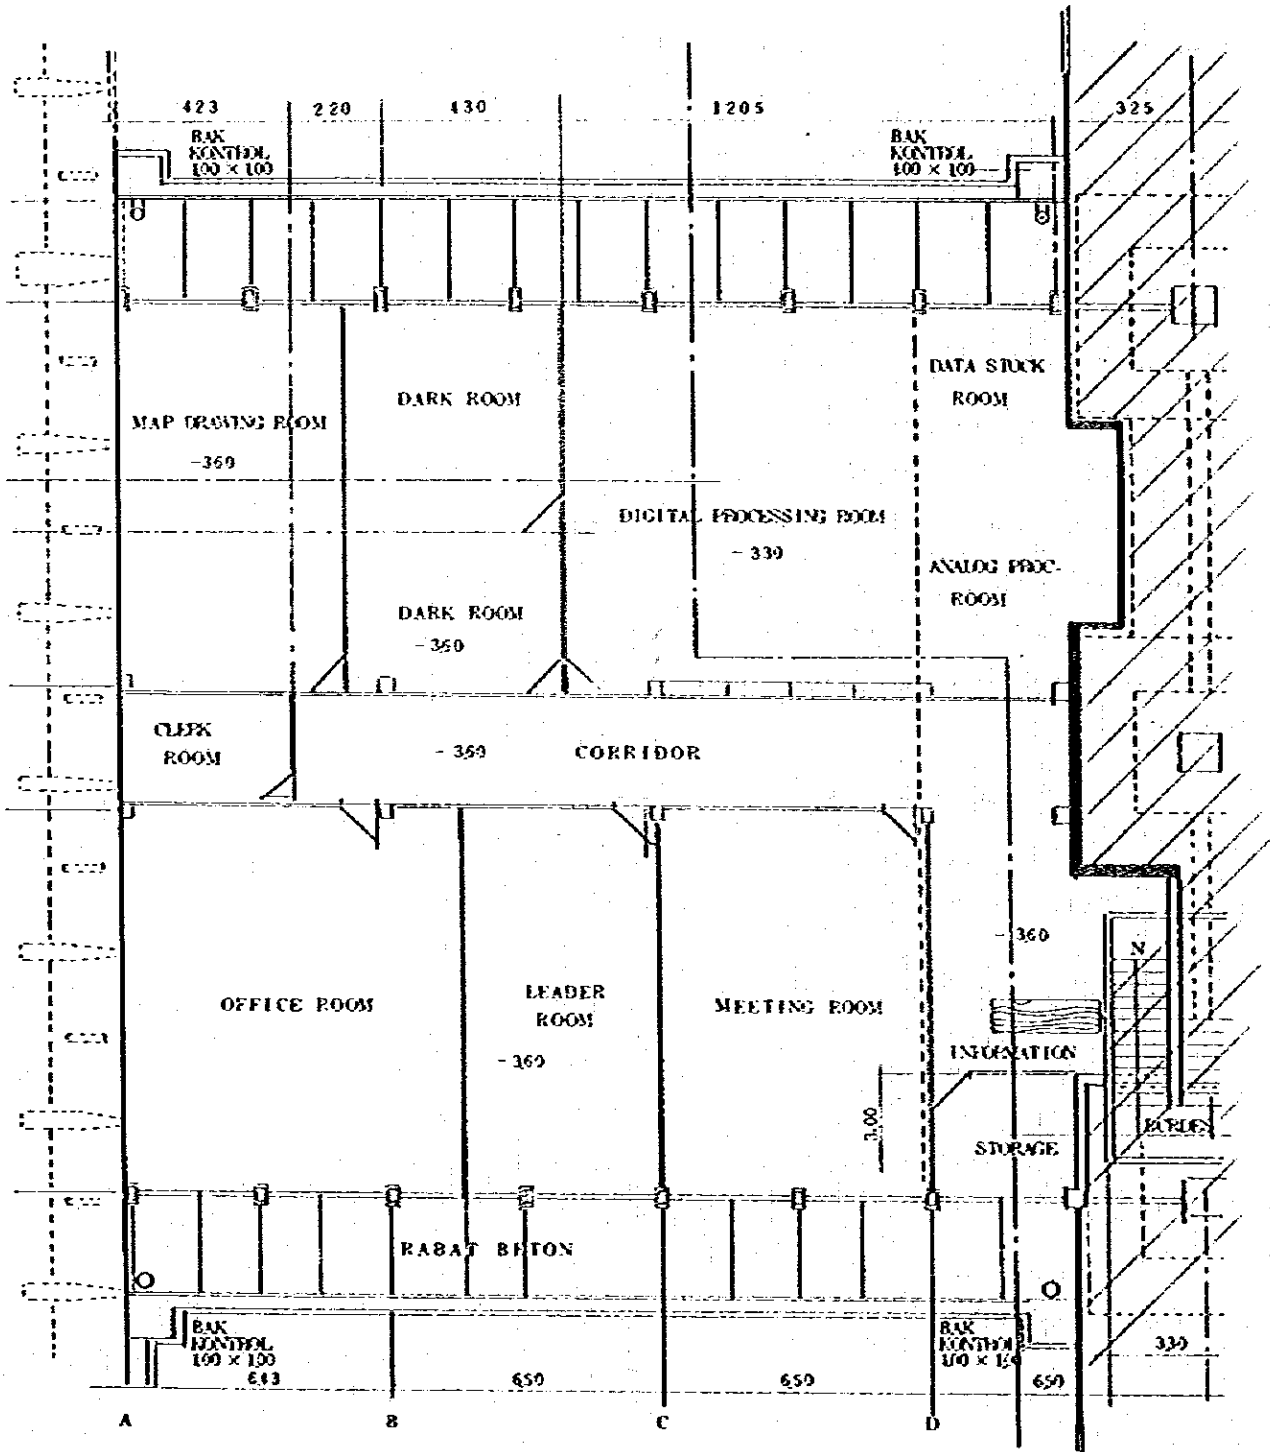 423 220 430 1205 325
BAK
KONTROL
100 × 100
BAK
KONTROL
100 × 100
DATA STOCK
ROOM
DARK ROOM
MAP DRAWING ROOM
-360
DIGITAL PROCESSING ROOM
-330
ANALOG PROC-
ROOM
DARK ROOM
-360
CLERK
ROOM
-360
CORRIDOR
-360
N
OFFICE ROOM
LEADER
ROOM
-360
MEETING ROOM
INFORMATION
3.00
STORAGE
RABAT BETON
BAK
KONTROL
100 × 100
BAK
KONTROL
330
643 650 650 650
A B C D